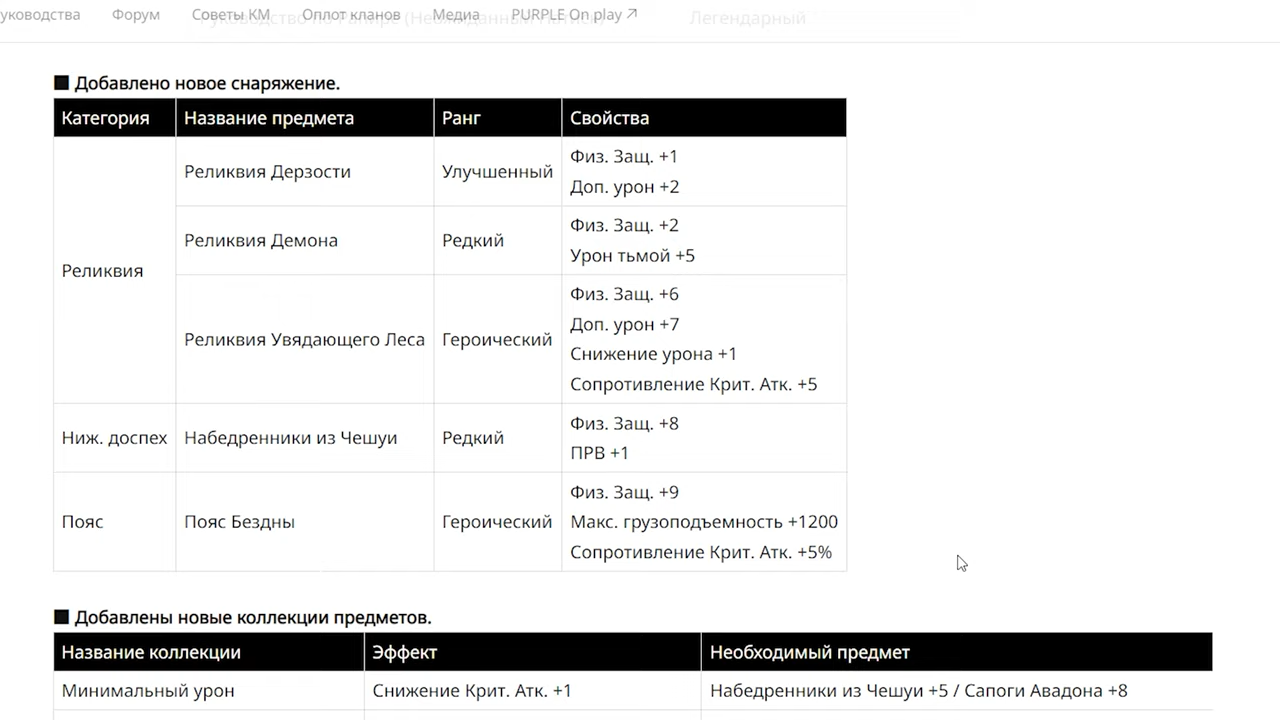 уководства Форум Советы КМ Оплот кланов Медиа PURPLE On play ↗
Легендарный
■ Добавлено новое снаряжение.
Категория Название предмета Ранг Свойства
Реликвия Дерзости Улучшенный
Физ. Защ. +1
Доп. урон +2
Реликвия
Реликвия Демона Редкий
Физ. Защ. +2
Урон тьмой +5
Реликвия Увядающего Леса Героический
Физ. Защ. +6
Доп. урон +7
Снижение урона +1
Сопротивление Крит. Атк. +5
Ниж. доспех Набедренники из Чешуи Редкий
Физ. Защ. +8
ПРВ +1
Пояс Пояс Бездны Героический
Физ. Защ. +9
Макс. грузоподъемность +1200
Сопротивление Крит. Атк. +5%
■ Добавлены новые коллекции предметов.
Название коллекции Эффект Необходимый предмет
Минимальный урон Снижение Крит. Атк. +1 Набедренники из Чешуи +5 / Сапоги Авадона +8